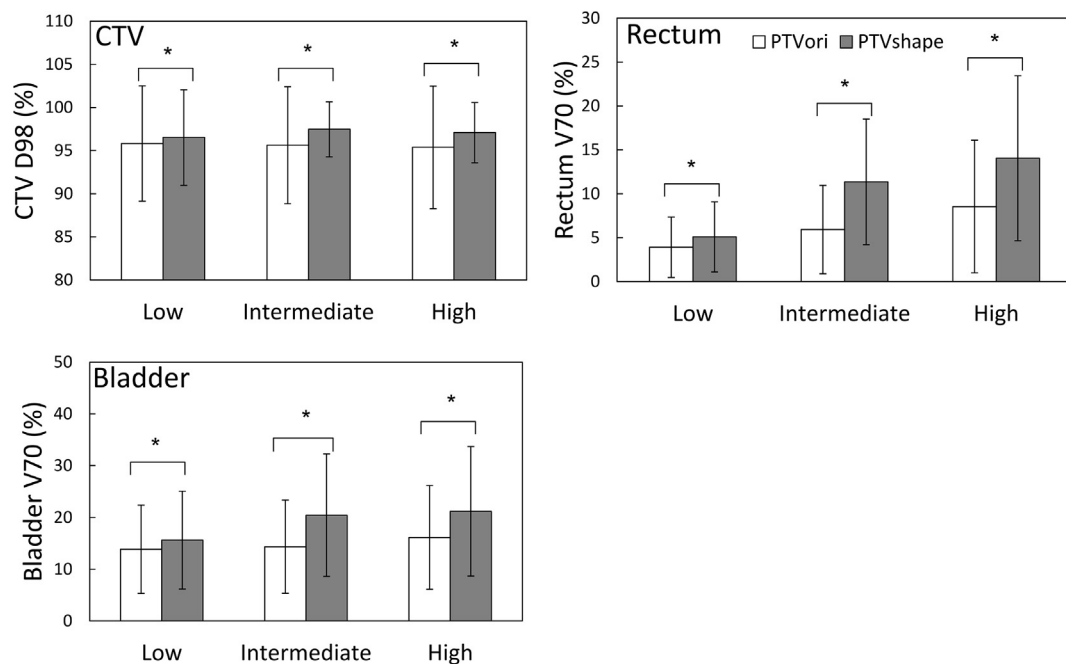 CTV
CTV D98 (%)
110
105
100
95
90
85
80
*
*
*
Low
Intermediate
High
Rectum
PTVori
PTVshape
Rectum V70 (%)
30
25
20
15
10
5
0
*
*
*
Low
Intermediate
High
Bladder
Bladder V70 (%)
50
40
30
20
10
0
*
*
*
Low
Intermediate
High